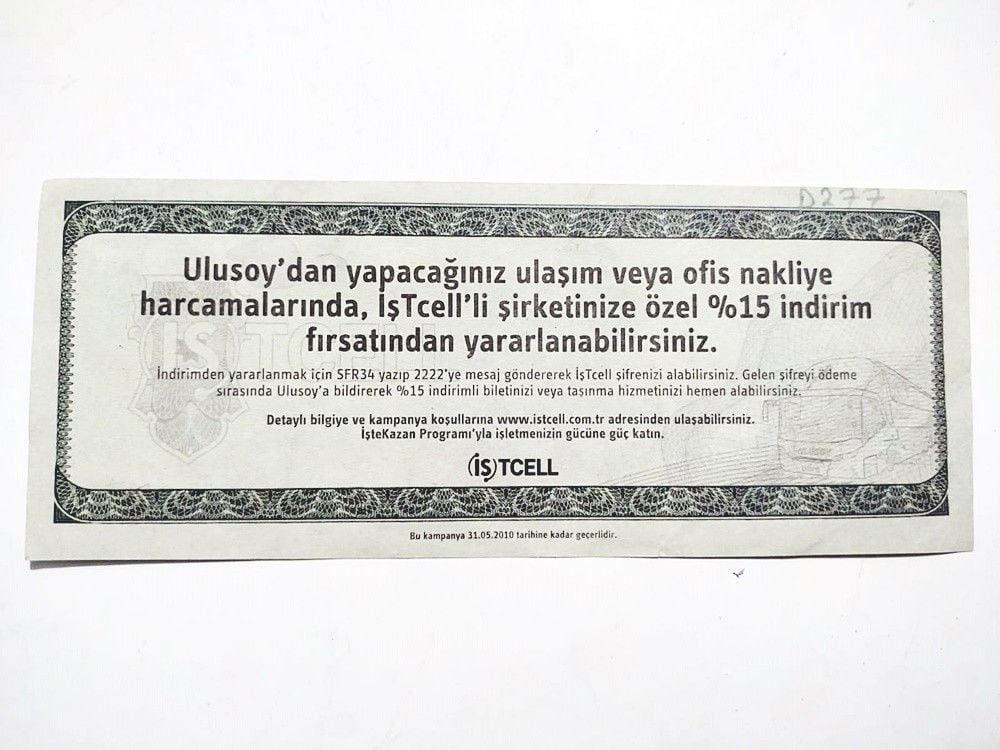 D277
Ulusoy'dan yapacağınız ulaşım veya ofis nakliye
harcamalarında, İşTcell'li şirketinize özel %15 indirim
fırsatından yararlanabilirsiniz.
İndirimden yararlanmak için SFR34 yazıp 2222'ye mesaj göndererek İşTcell şifrenizi alabilirsiniz. Gelen şifreyi ödeme
sırasında Ulusoy'a bildirerek %15 indirimli biletinizi veya taşınma hizmetinizi hemen alabilirsiniz.
Detaylı bilgiye ve kampanya koşullarına www.istcell.com.tr adresinden ulaşabilirsiniz.
İşteKazan Programı'yla işletmenizin gücüne güç katın.
(İŞ)TCELL
Bu kampanya 31.05.2010 tarihine kadar geçerlidir.